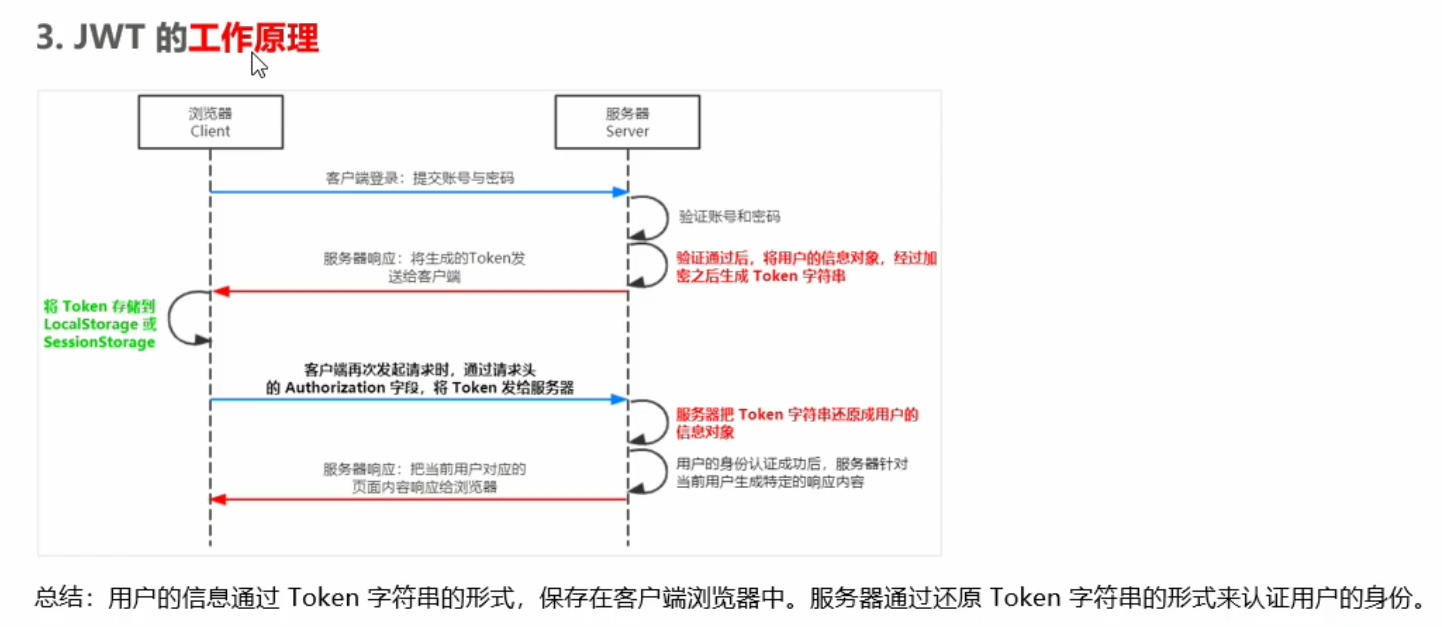 3. JWT 的工作原理
浏览器
Client
服务器
Server
客户端登录：提交账号与密码
验证账号和密码
服务器响应：将生成的Token发
送给客户端
验证通过后，将用户的信息对象，经过加
密之后生成 Token 字符串
将 Token 存储到
LocalStorage 或
SessionStorage
客户端再次发起请求时，通过请求头
的 Authorization 字段，将 Token 发给服务器
服务器把 Token 字符串还原成用户的
信息对象
用户的身份认证成功后，服务器针对
当前用户生成特定的响应内容
服务器响应：把当前用户对应的
页面内容响应给浏览器
总结：用户的信息通过 Token 字符串的形式，保存在客户端浏览器中。服务器通过还原 Token 字符串的形式来认证用户的身份。